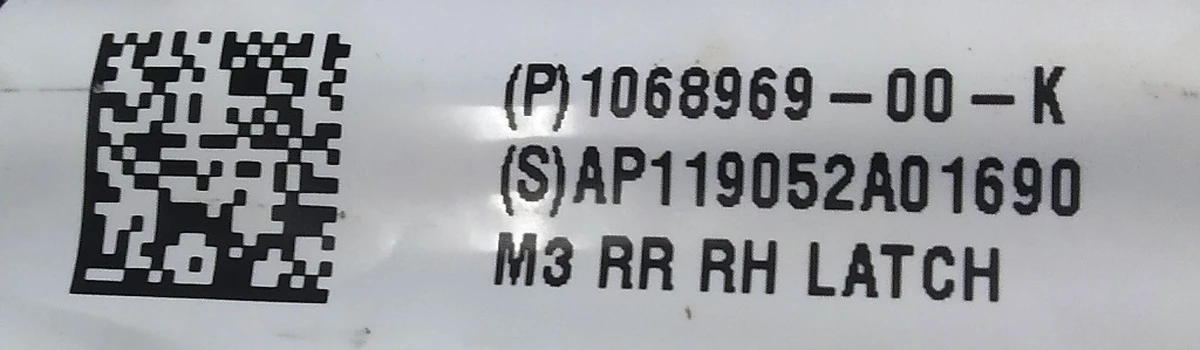 (P)1068969-00-K
(S)AP119052A01690
M3 RR RH LATCH